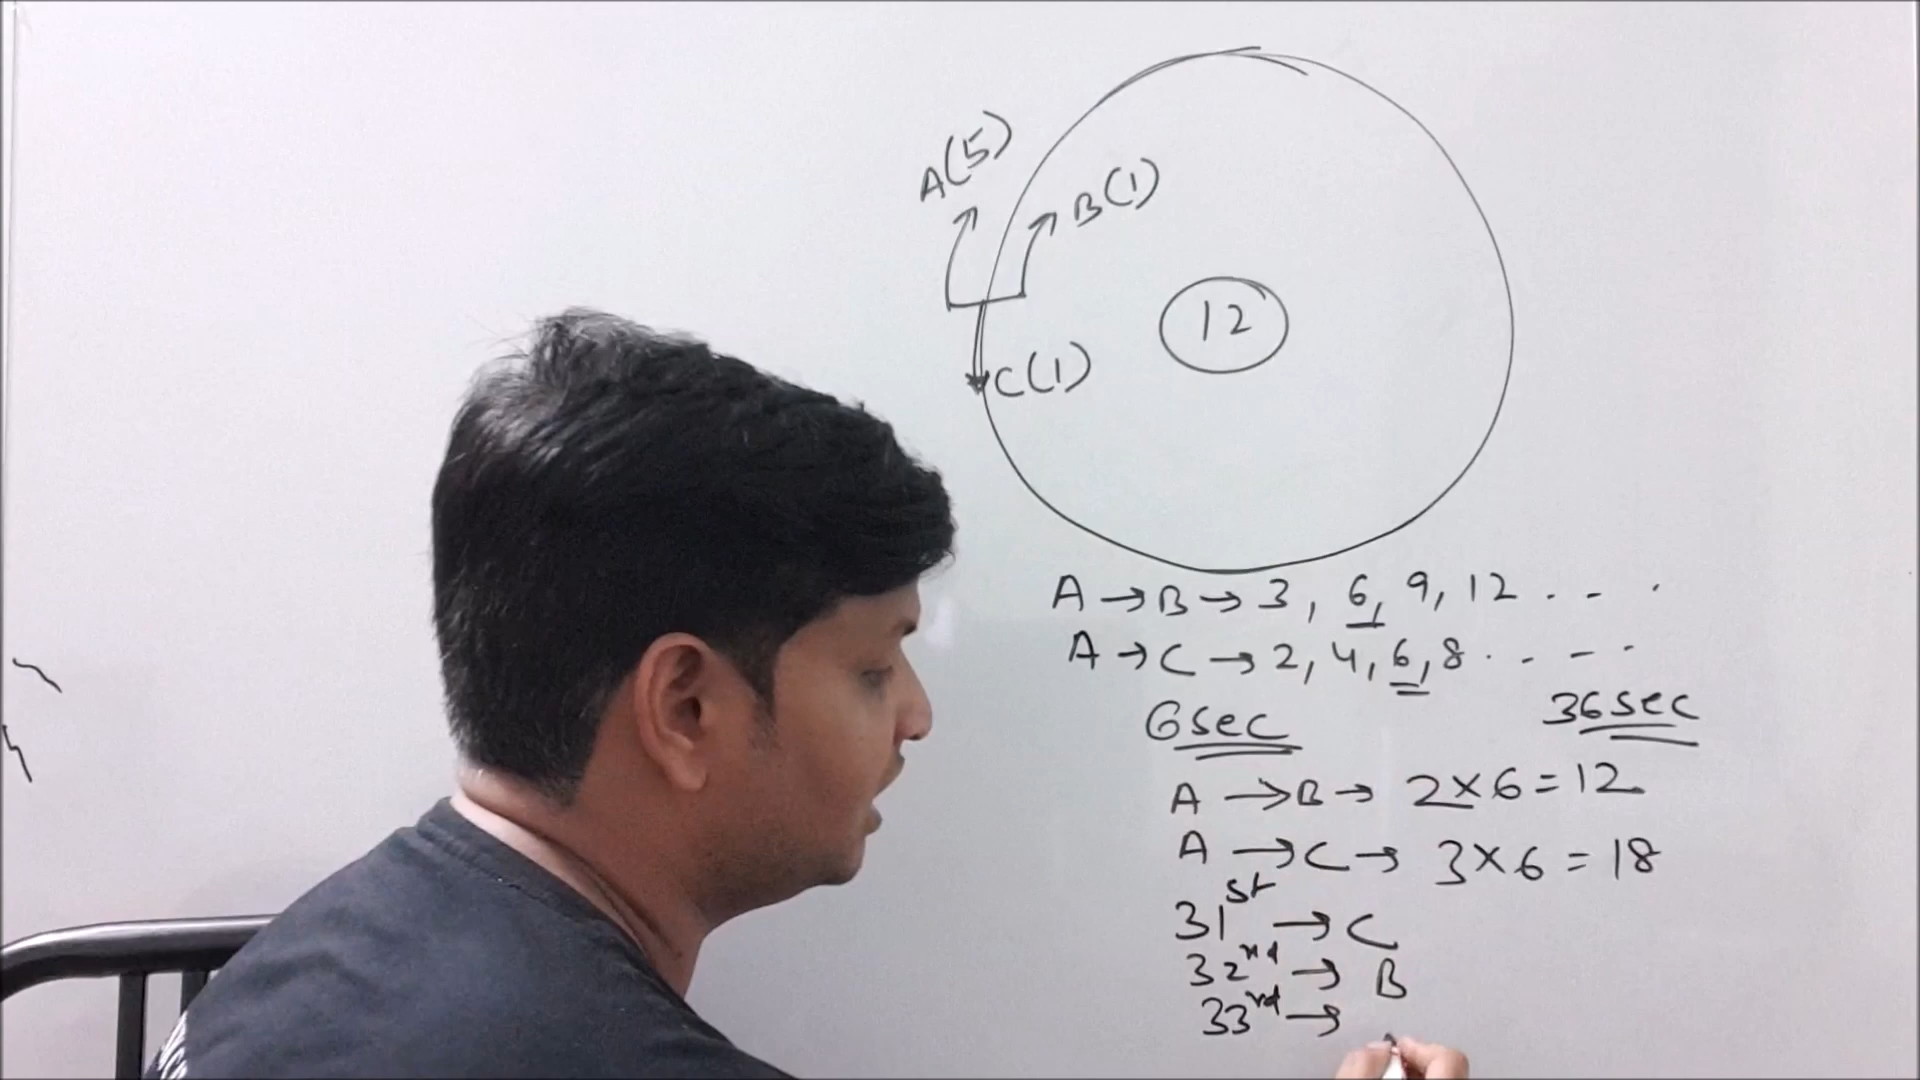 A(5)
B(1)
12
C(1)
A → B → 3, 6, 9, 12 . - - .
A → C → 2, 4, 6, 8 . - - .
6sec
36sec
A → B → 2×6=12
A → C → 3×6 = 18
31st → C
32nd → B
33rd →